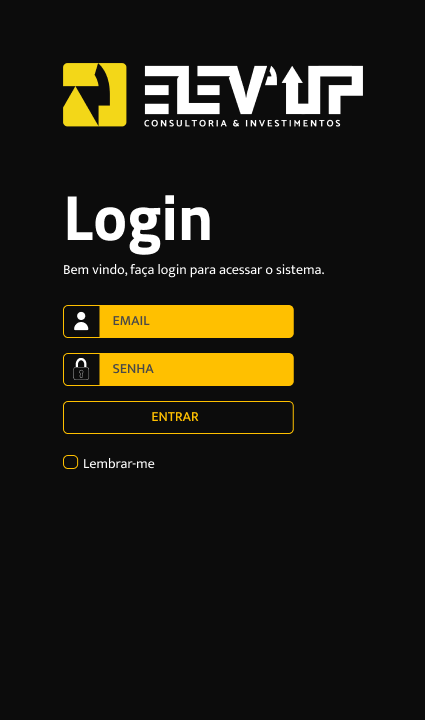 ELEV'UP
CONSULTORIA & INVESTIMENTOS
Login
Bem vindo, faça login para acessar o sistema.
EMAIL
SENHA
ENTRAR
Lembrar-me